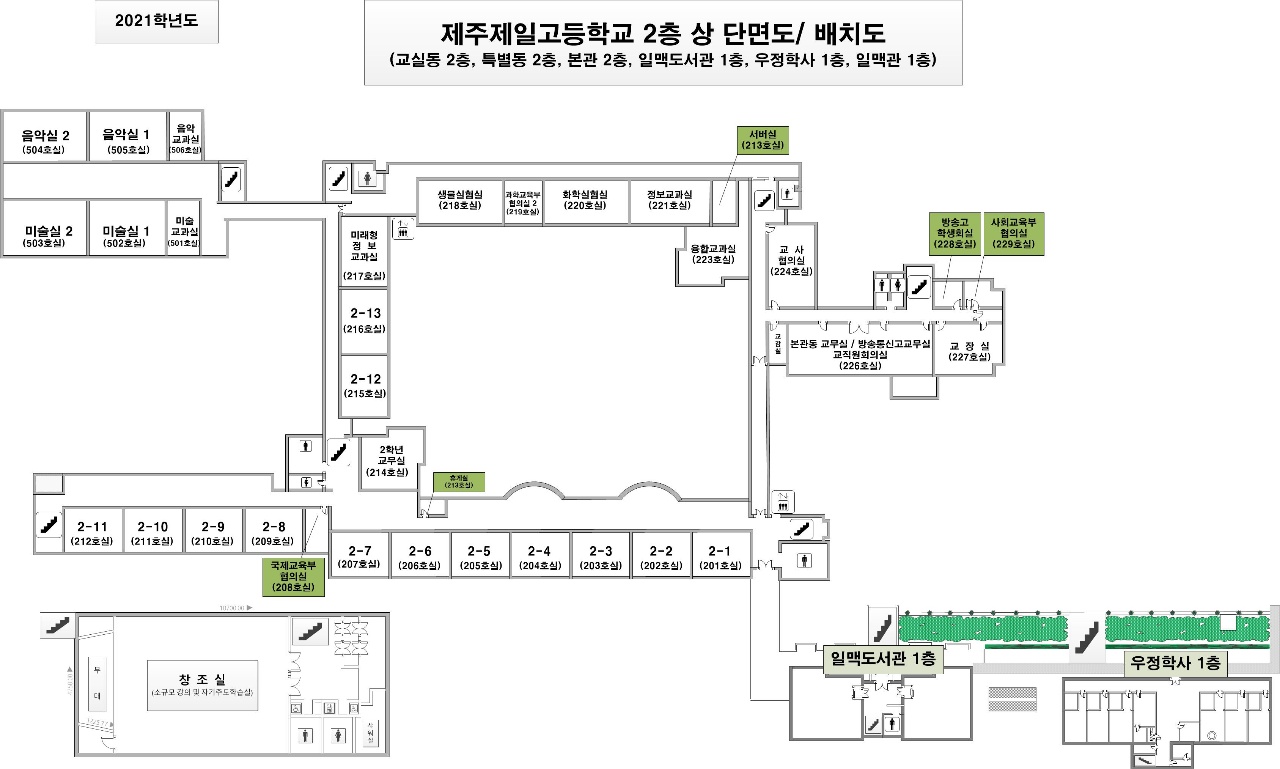 2021학년도
제주제일고등학교 2층 상 단면도/ 배치도
(교실동 2층, 특별동 2층, 본관 2층, 일맥도서관 1층, 우정학사 1층, 일맥관 1층)
음악실 2
(504호실)
음악실 1
(505호실)
음악
교과실
(506호실)
미술실 2
(503호실)
미술실 1
(502호실)
미술
교과실
(501호실)
서버실
(213호실)
생물실험실
(218호실)
과학교육부
협의실 2
(219호실)
화학실험실
(220호실)
정보교과실
(221호실)
융합교과실
(223호실)
교 사
협의실
(224호실)
방송고
학생회실
(228호실)
사회교육부
협의실
(229호실)
미래형
정 보
교과실
(217호실)
2-13
(216호실)
2-12
(215호실)
교감실
본관동 교무실 / 방송통신고교무실
교직원회의실
(226호실)
교 장 실
(227호실)
2학년
교무실
(214호실)
휴게실
(213호실)
2-11
(212호실)
2-10
(211호실)
2-9
(210호실)
2-8
(209호실)
국제교육부
협의실
(208호실)
2-7
(207호실)
2-6
(206호실)
2-5
(205호실)
2-4
(204호실)
2-3
(203호실)
2-2
(202호실)
2-1
(201호실)
무 대
창 조 실
(소규모 강의 및 자기주도학습실)
일맥도서관 1층
우정학사 1층